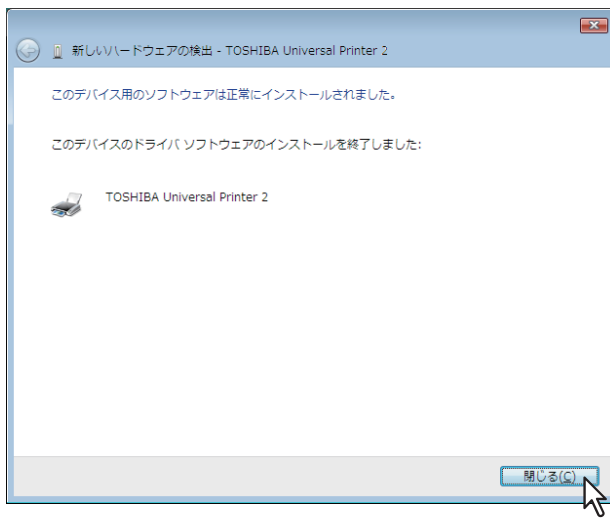 新しいハードウェアの検出 - TOSHIBA Universal Printer 2
このデバイス用のソフトウェアは正常にインストールされました。
このデバイスのドライバ ソフトウェアのインストールを終了しました:
TOSHIBA Universal Printer 2
閉じる(C)